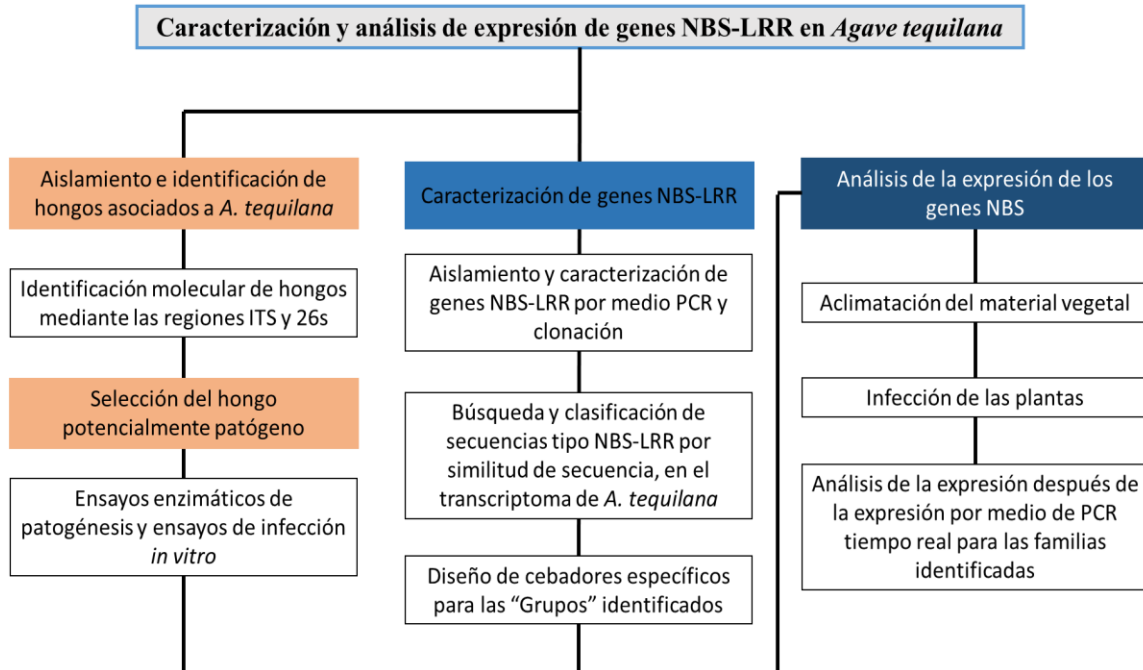 Caracterización y análisis de expresión de genes NBS-LRR en Agave tequilana
Aislamiento e identificación de
hongos asociados a A. tequilana
Identificación molecular de hongos
mediante las regiones ITS y 26s
Selección del hongo
potencialmente patógeno
Ensayos enzimáticos de
patogénesis y ensayos de infección
in vitro
Caracterización de genes NBS-LRR
Aislamiento y caracterización de
genes NBS-LRR por medio PCR y
clonación
Búsqueda y clasificación de
secuencias tipo NBS-LRR por
similitud de secuencia, en el
transcriptoma de A. tequilana
Diseño de cebadores específicos
para las “Grupos” identificados
Análisis de la expresión de los
genes NBS
Aclimatación del material vegetal
Infección de las plantas
Análisis de la expresión después de
la expresión por medio de PCR
tiempo real para las familias
identificadas